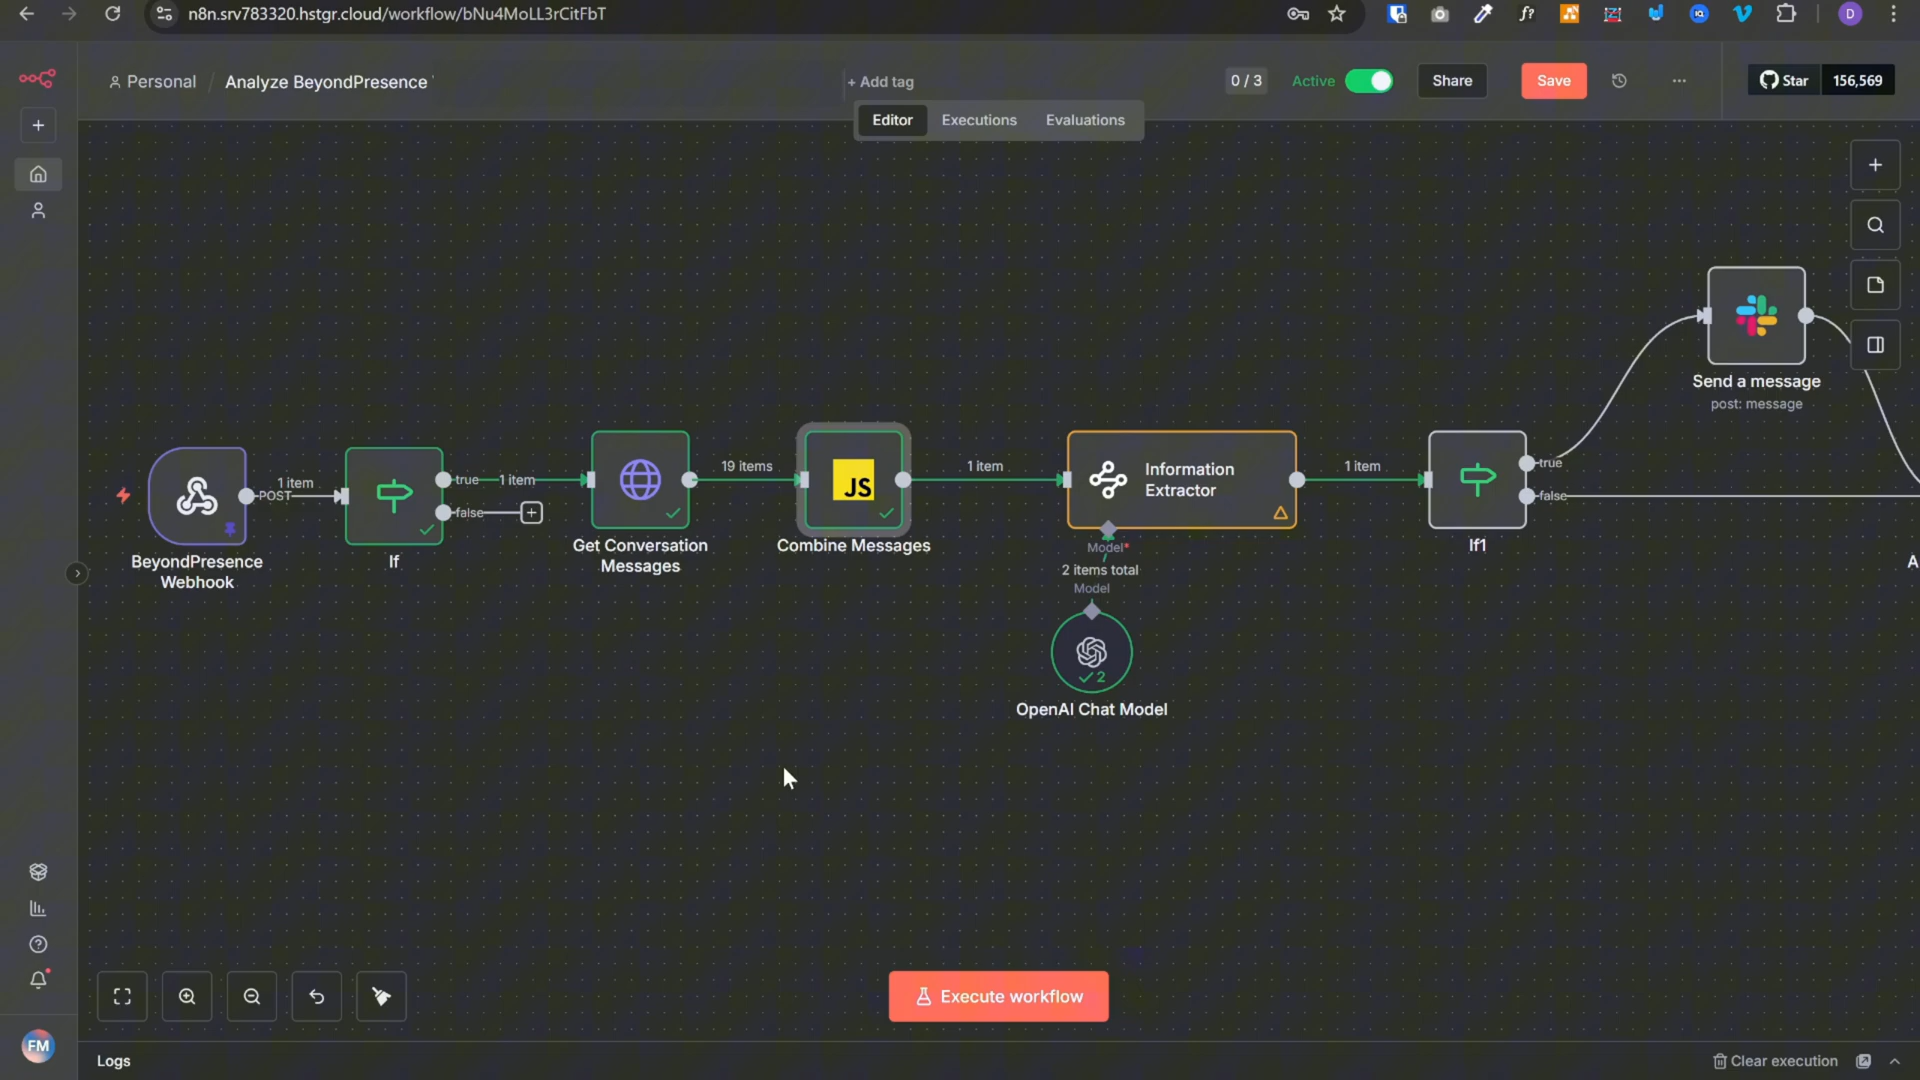 n8n.srv783320.hstgr.cloud/workflow/bNu4MoLL3rCitFbT
f?
D
Personal / Analyze BeyondPresence
+ Add tag
0 / 3
Active
Share
Save
Star
156,569
Editor
Executions
Evaluations
Send a message
post: message
1 item
POST
true
1 item
false
19 items
1 item
1 item
true
false
JS
Information
Extractor
BeyondPresence
Webhook
If
Get Conversation
Messages
Combine Messages
Model*
2 items total
Model
If1
A
2
OpenAI Chat Model
Execute workflow
FM
Logs
Clear execution